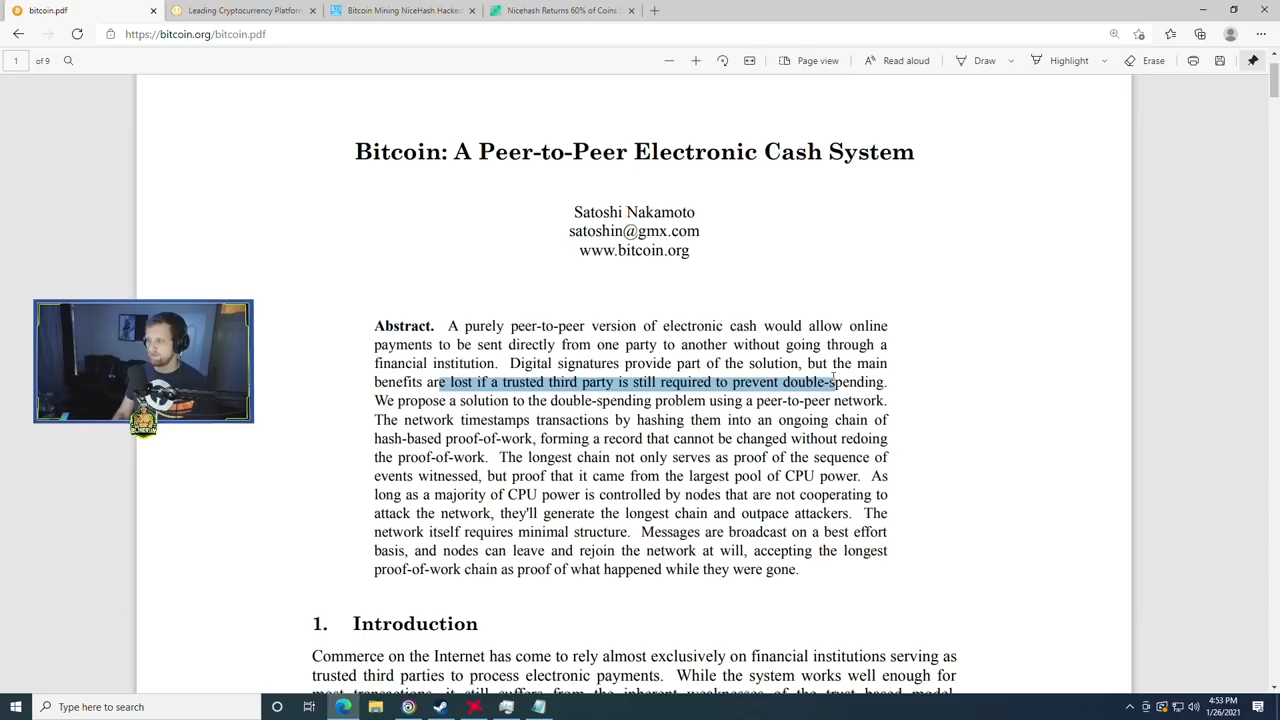 bitcoin.pdf
Leading Cryptocurrency Platform
Bitcoin Mining NiceHash Hacked
Nicehash Returns 60% of Coins S
https://bitcoin.org/bitcoin.pdf
1 of 9
Page view
Read aloud
Draw
Highlight
Erase
Bitcoin: A Peer-to-Peer Electronic Cash System
Satoshi Nakamoto
satoshin@gmx.com
www.bitcoin.org
Abstract. A purely peer-to-peer version of electronic cash would allow online
payments to be sent directly from one party to another without going through a
financial institution. Digital signatures provide part of the solution, but the main
benefits are lost if a trusted third party is still required to prevent double-spending.
We propose a solution to the double-spending problem using a peer-to-peer network.
The network timestamps transactions by hashing them into an ongoing chain of
hash-based proof-of-work, forming a record that cannot be changed without redoing
the proof-of-work. The longest chain not only serves as proof of the sequence of
events witnessed, but proof that it came from the largest pool of CPU power. As
long as a majority of CPU power is controlled by nodes that are not cooperating to
attack the network, they'll generate the longest chain and outpace attackers. The
network itself requires minimal structure. Messages are broadcast on a best effort
basis, and nodes can leave and rejoin the network at will, accepting the longest
proof-of-work chain as proof of what happened while they were gone.
1. Introduction
Commerce on the Internet has come to rely almost exclusively on financial institutions serving as
trusted third parties to process electronic payments. While the system works well enough for
most transactions, it still suffers from the inherent weaknesses of the trust based model.
Type here to search
4:53 PM
1/26/2021